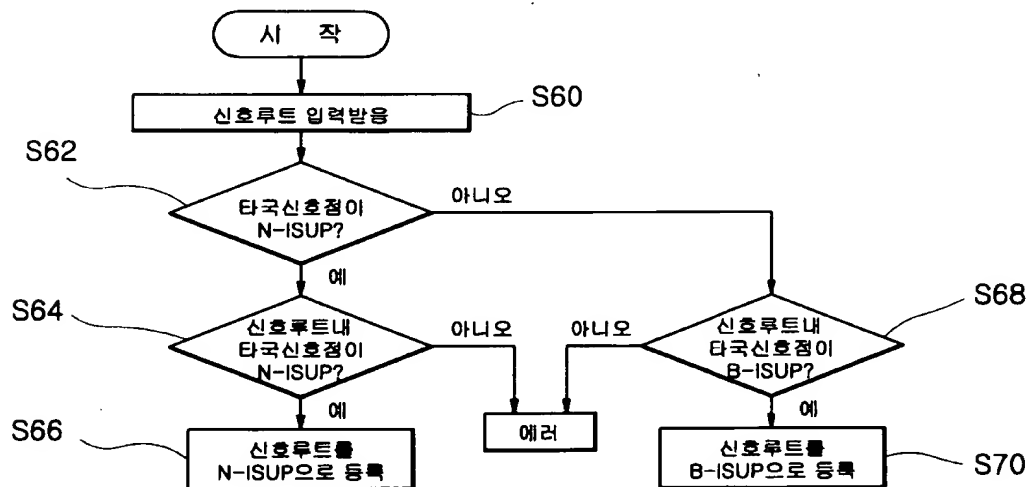 시 작
신호루트 입력받음
S60
S62
타국신호점이
N-ISUP?
아니오
예
S64
신호루트내
타국신호점이
N-ISUP?
아니오
아니오
신호루트내
타국신호점이
B-ISUP?
S68
예
예
S66
신호루트를
N-ISUP으로 등록
에러
신호루트를
B-ISUP으로 등록
S70